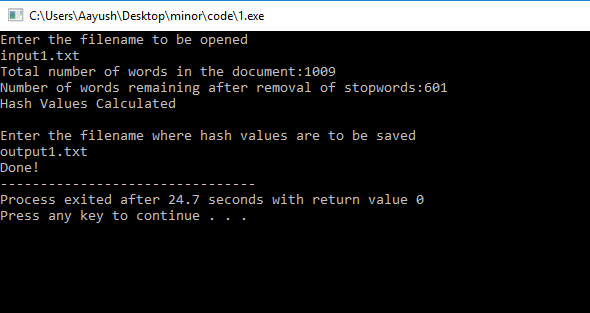 C:\Users\Aayush\Desktop\minor\code\1.exe
Enter the filename to be opened
input1.txt
Total number of words in the document:1009
Number of words remaining after removal of stopwords:601
Hash Values Calculated
Enter the filename where hash values are to be saved
output1.txt
Done!
--------------------------------
Process exited after 24.7 seconds with return value 0
Press any key to continue . . .